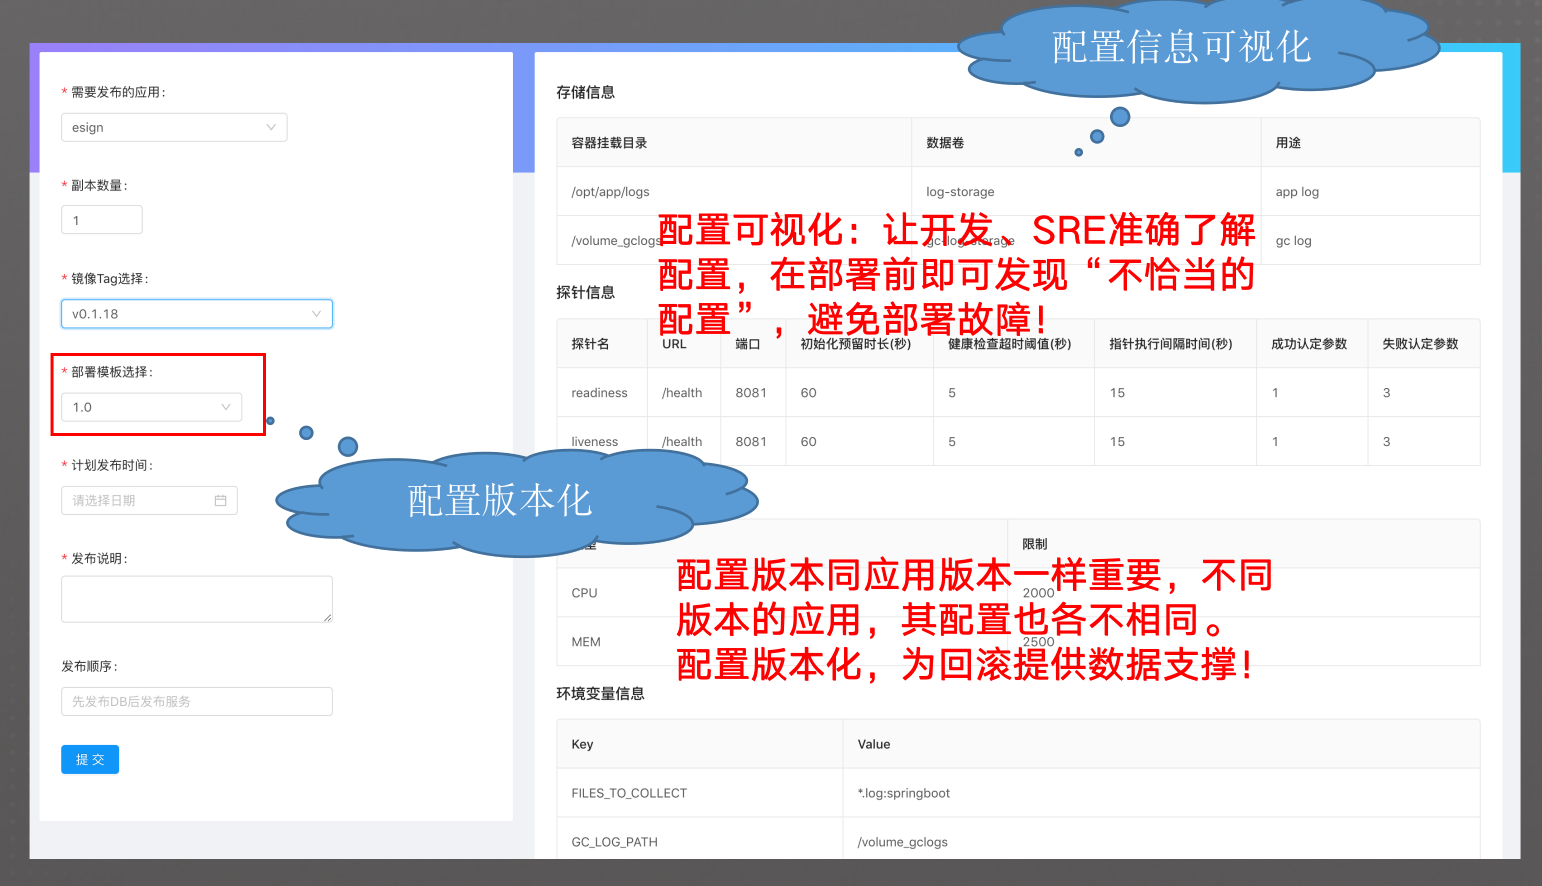 配置信息可视化
* 需要发布的应用:
esign
* 副本数量:
1
* 镜像Tag选择:
v0.1.18
* 部署模板选择:
1.0
配置版本化
* 计划发布时间:
请选择日期
* 发布说明:
发布顺序:
先发布DB后发布服务
提 交
存储信息
容器挂载目录 数据卷 用途
/opt/app/logs log-storage app log
/volume_gclogs gc-log-storage gc log
配置可视化：让开发、SRE准确了解
配置，在部署前即可发现“不恰当的
配置”，避免部署故障！
探针信息
探针名 URL 端口 初始化预留时长(秒) 健康检查超时阈值(秒) 指针执行间隔时间(秒) 成功认定参数 失败认定参数
readiness /health 8081 60 5 15 1 3
liveness /health 8081 60 5 15 1 3
限制
CPU 2000
MEM 2500
配置版本同应用版本一样重要，不同
版本的应用，其配置也各不相同。
配置版本化，为回滚提供数据支撑！
环境变量信息
Key Value
FILES_TO_COLLECT *.log:springboot
GC_LOG_PATH /volume_gclogs